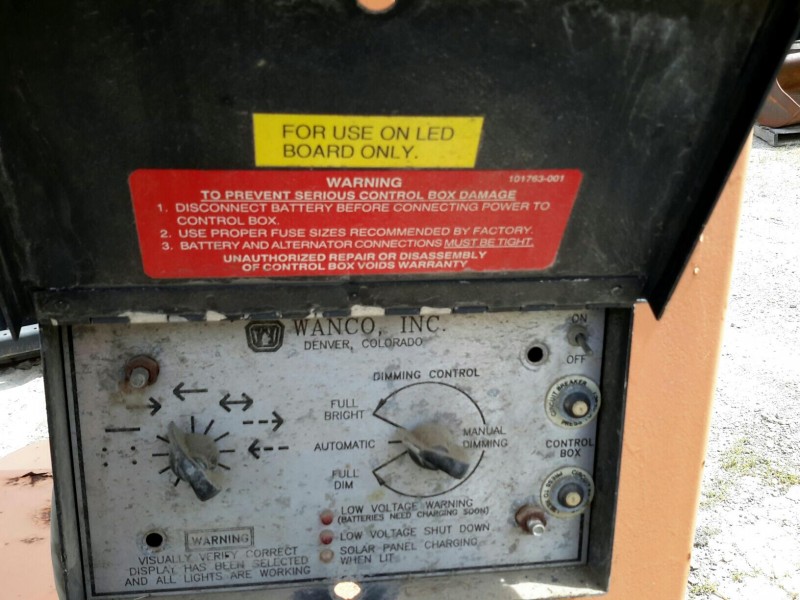 FOR USE ON LED
BOARD ONLY.
WARNING
101763-001
TO PREVENT SERIOUS CONTROL BOX DAMAGE
1. DISCONNECT BATTERY BEFORE CONNECTING POWER TO
CONTROL BOX.
2. USE PROPER FUSE SIZES RECOMMENDED BY FACTORY.
3. BATTERY AND ALTERNATOR CONNECTIONS MUST BE TIGHT.
UNAUTHORIZED REPAIR OR DISASSEMBLY
OF CONTROL BOX VOIDS WARRANTY
WANCO, INC.
DENVER, COLORADO
ON
OFF
DIMMING CONTROL
FULL
BRIGHT
AUTOMATIC
MANUAL
DIMMING
FULL
DIM
CIRCUIT BREAKER
CONTROL
BOX
LOW VOLTAGE WARNING
(BATTERIES NEED CHARGING SOON)
LOW VOLTAGE SHUT DOWN
SOLAR PANEL CHARGING
WHEN LIT
WARNING
VISUALLY VERIFY CORRECT
DISPLAY HAS BEEN SELECTED
AND ALL LIGHTS ARE WORKING